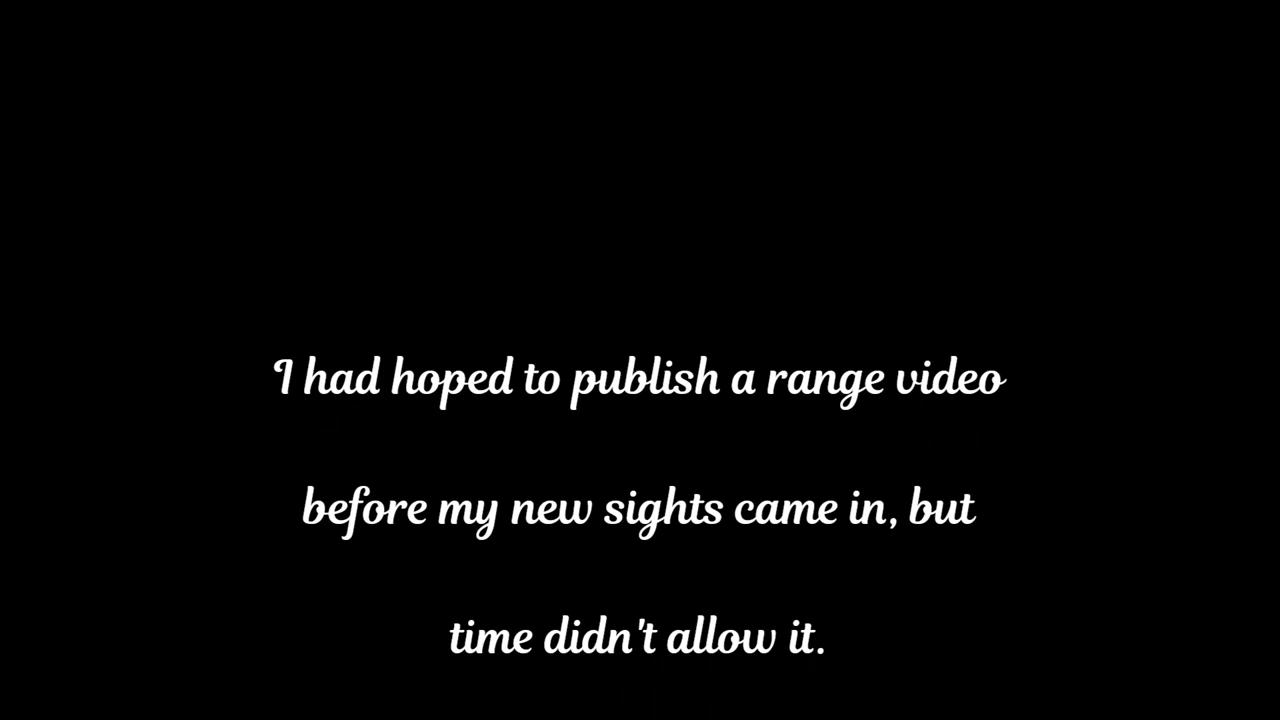 I had hoped to publish a range video
before my new sights came in, but
time didn't allow it.